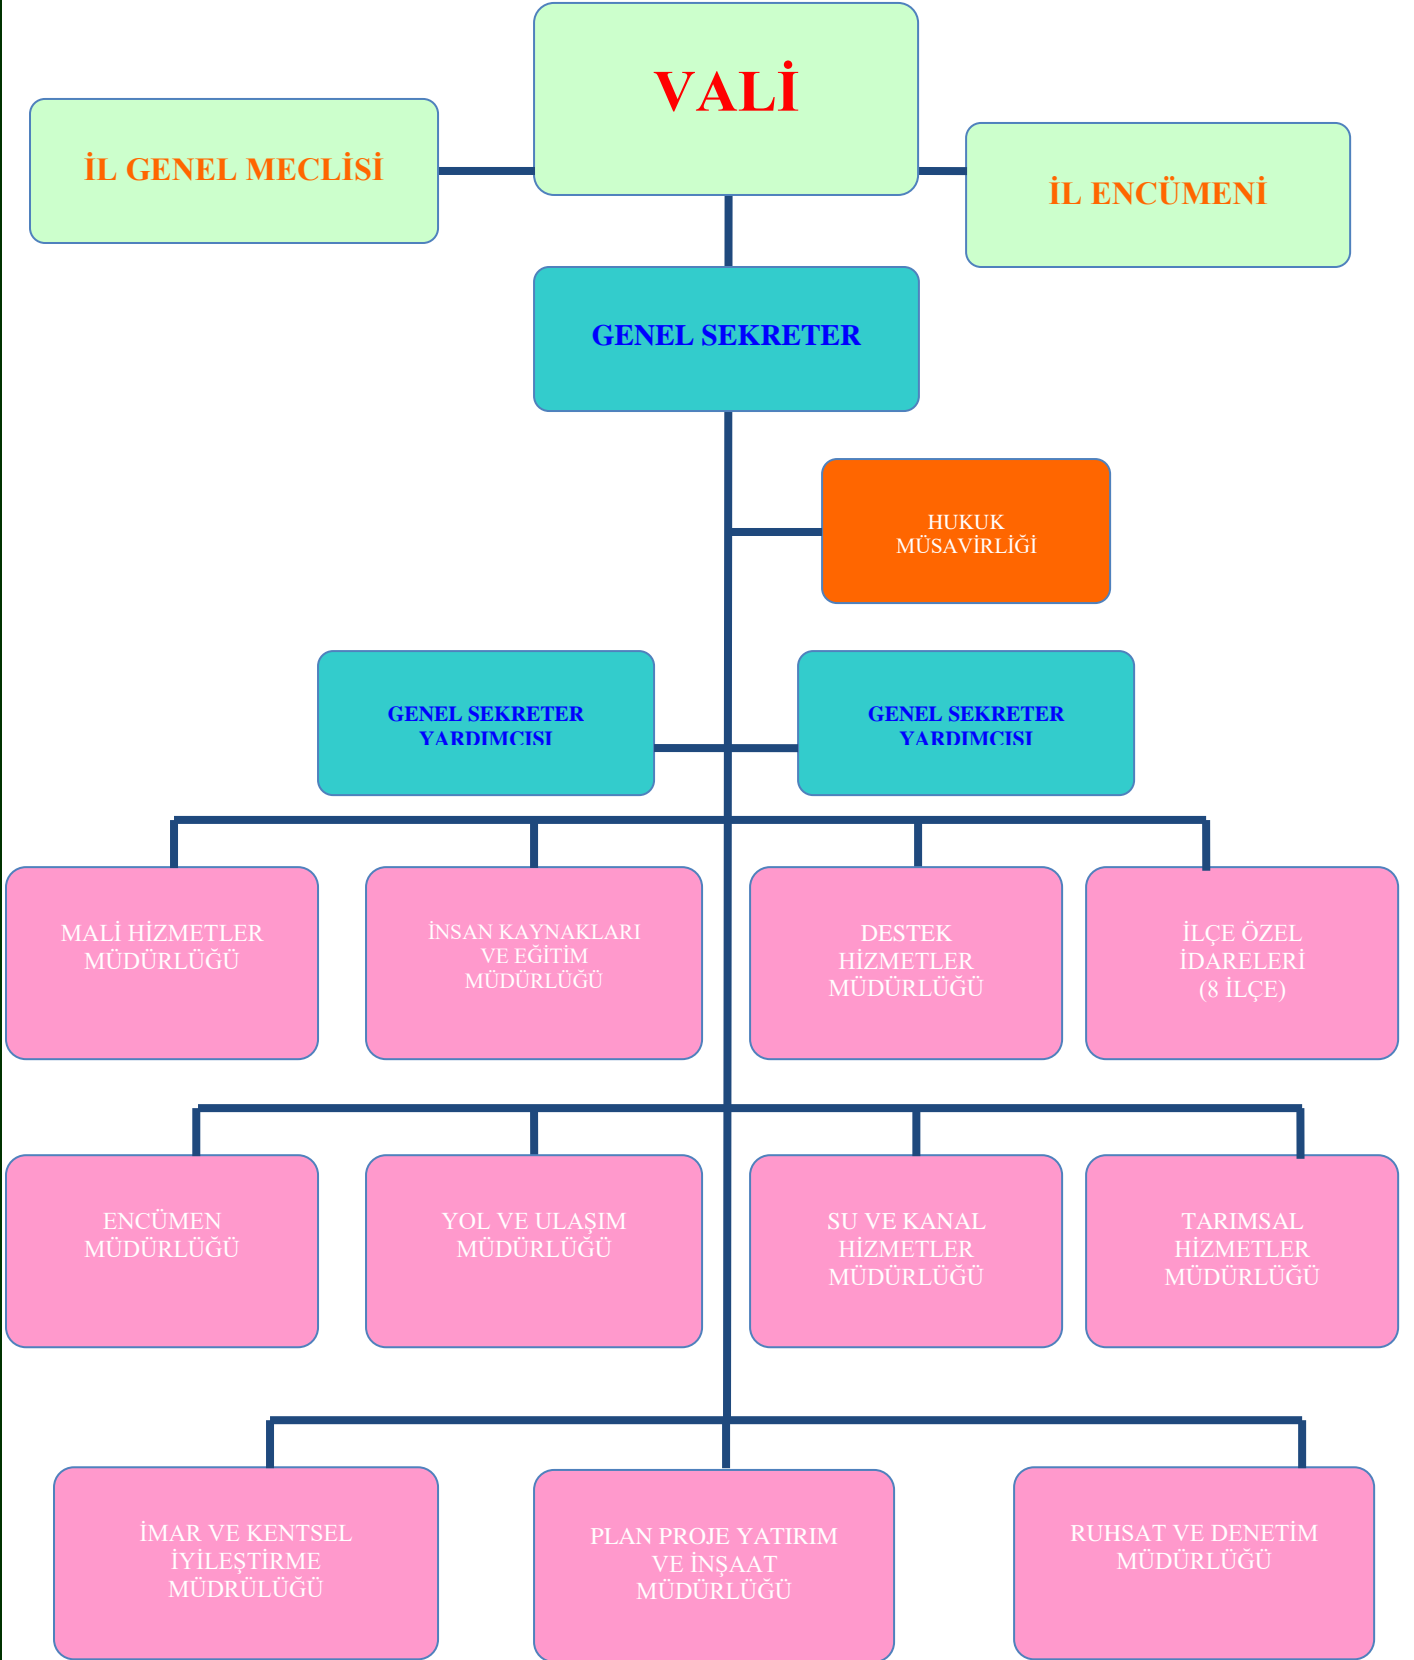 VALİ
İL GENEL MECLİSİ
İL ENCÜMENİ
GENEL SEKRETER
HUKUK
MÜSAVİRLİĞİ
GENEL SEKRETER
YARDIMCISI
GENEL SEKRETER
YARDIMCISI
MALİ HİZMETLER
MÜDÜRLÜĞÜ
İNSAN KAYNAKLARI
VE EĞİTİM
MÜDÜRLÜĞÜ
DESTEK
HİZMETLER
MÜDÜRLÜĞÜ
İLÇE ÖZEL
İDARELERİ
(8 İLÇE)
ENCÜMEN
MÜDÜRLÜĞÜ
YOL VE ULAŞIM
MÜDÜRLÜĞÜ
SU VE KANAL
HİZMETLER
MÜDÜRLÜĞÜ
TARIMSAL
HİZMETLER
MÜDÜRLÜĞÜ
İMAR VE KENTSEL
İYİLEŞTİRME
MÜDRÜLÜĞÜ
PLAN PROJE YATIRIM
VE İNŞAAT
MÜDÜRLÜĞÜ
RUHSAT VE DENETİM
MÜDÜRLÜĞÜ